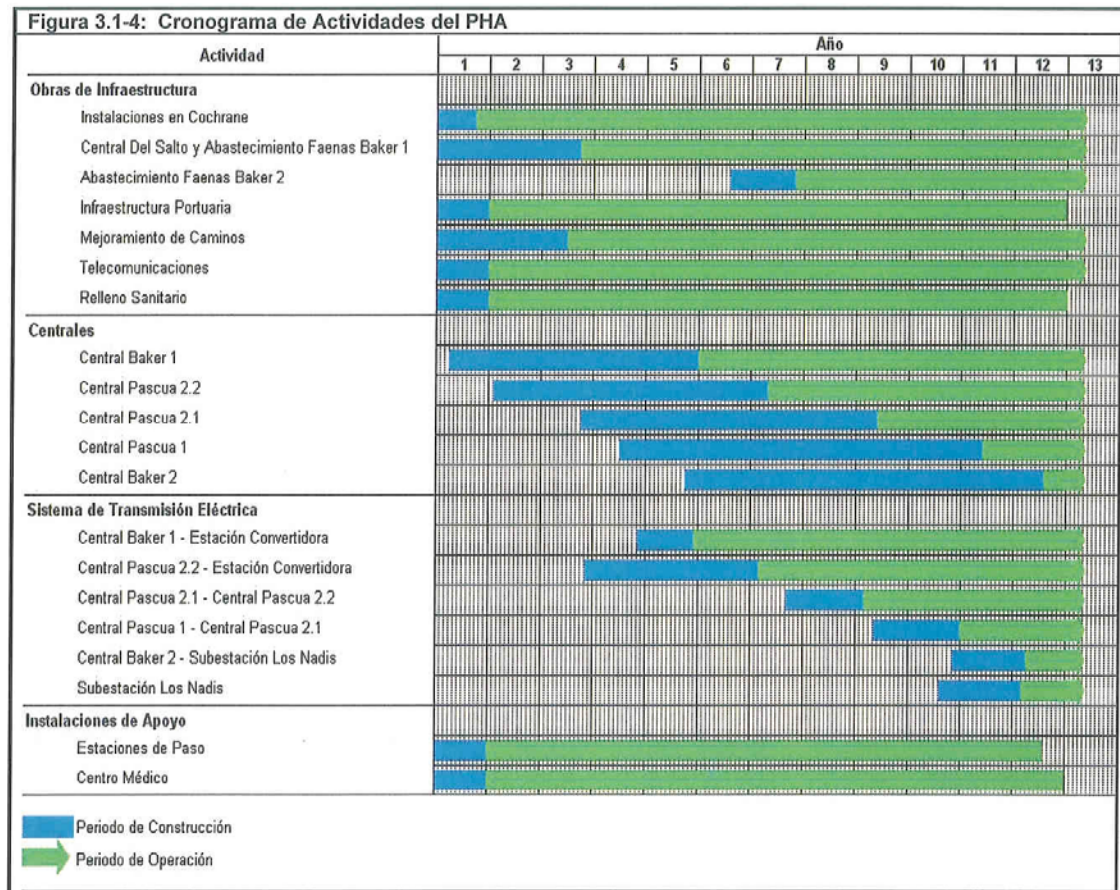 Figura 3.1-4: Cronograma de Actividades del PHA
Actividad
Año
1 2 3 4 5 6 7 8 9 10 11 12 13
Obras de Infraestructura
Instalaciones en Cochrane
Central Del Salto y Abastecimiento Faenas Baker 1
Abastecimiento Faenas Baker 2
Infraestructura Portuaria
Mejoramiento de Caminos
Telecomunicaciones
Relleno Sanitario
Centrales
Central Baker 1
Central Pascua 2.2
Central Pascua 2.1
Central Pascua 1
Central Baker 2
Sistema de Transmisión Eléctrica
Central Baker 1 - Estación Convertidora
Central Pascua 2.2 - Estación Convertidora
Central Pascua 2.1 - Central Pascua 2.2
Central Pascua 1 - Central Pascua 2.1
Central Baker 2 - Subestación Los Nadis
Subestación Los Nadis
Instalaciones de Apoyo
Estaciones de Paso
Centro Médico
Periodo de Construcción
Periodo de Operación